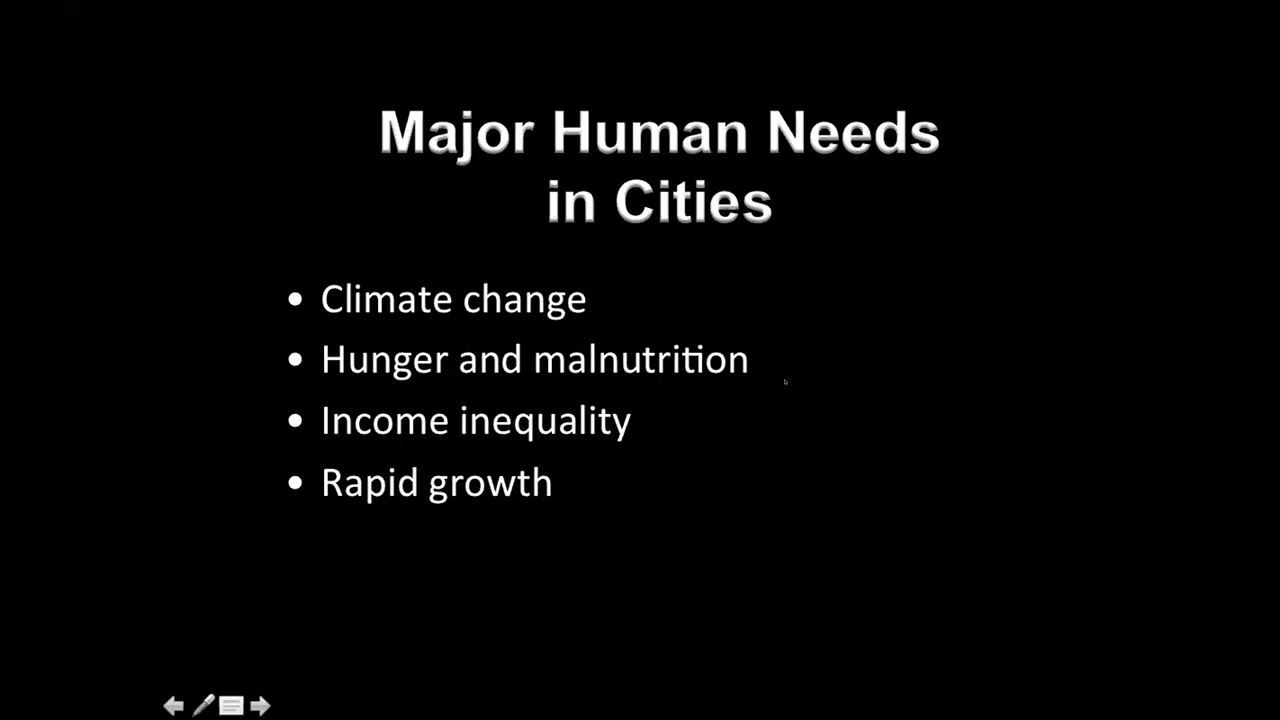 Major Human Needs
in Cities
• Climate change
• Hunger and malnutrition
• Income inequality
• Rapid growth